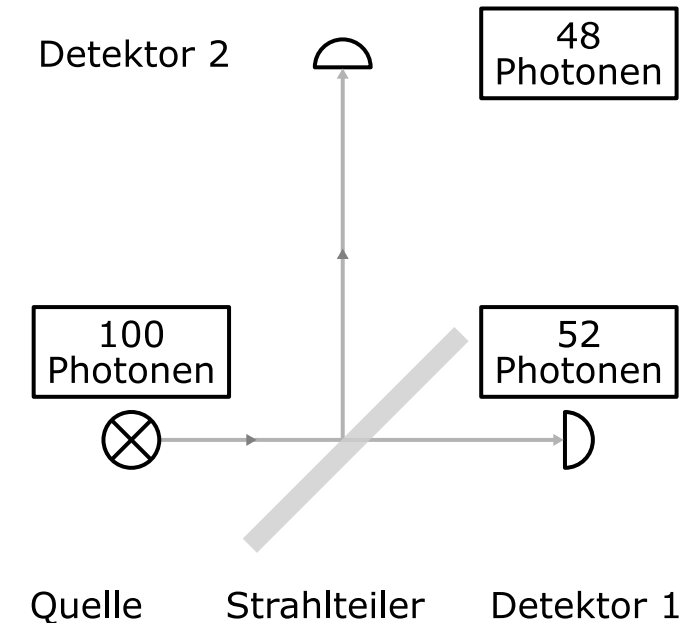 Detektor 2
48
Photonen
100
Photonen
52
Photonen
Quelle
Strahlteiler
Detektor 1